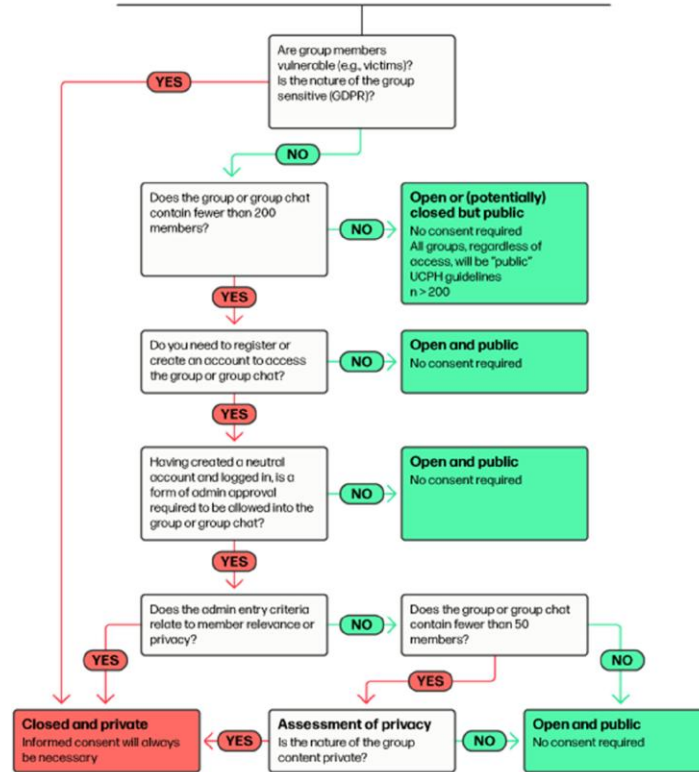 Are group members
vulnerable (e.g., victims)?
Is the nature of the group
sensitive (GDPR)?
YES
NO
Does the group or group chat
contain fewer than 200
members?
NO
Open or (potentially)
closed but public
No consent required
All groups, regardless of
access, will be "public"
UCPH guidelines
n > 200
YES
Do you need to register or
create an account to access
the group or group chat?
NO
Open and public
No consent required
YES
Having created a neutral
account and logged in, is a
form of admin approval
required to be allowed into the
group or group chat?
NO
Open and public
No consent required
YES
Does the admin entry criteria
relate to member relevance or
privacy?
NO
Does the group or group chat
contain fewer than 50
members?
YES
YES
NO
Closed and private
Informed consent will always
be necessary
YES
Assessment of privacy
Is the nature of the group
content private?
NO
Open and public
No consent required